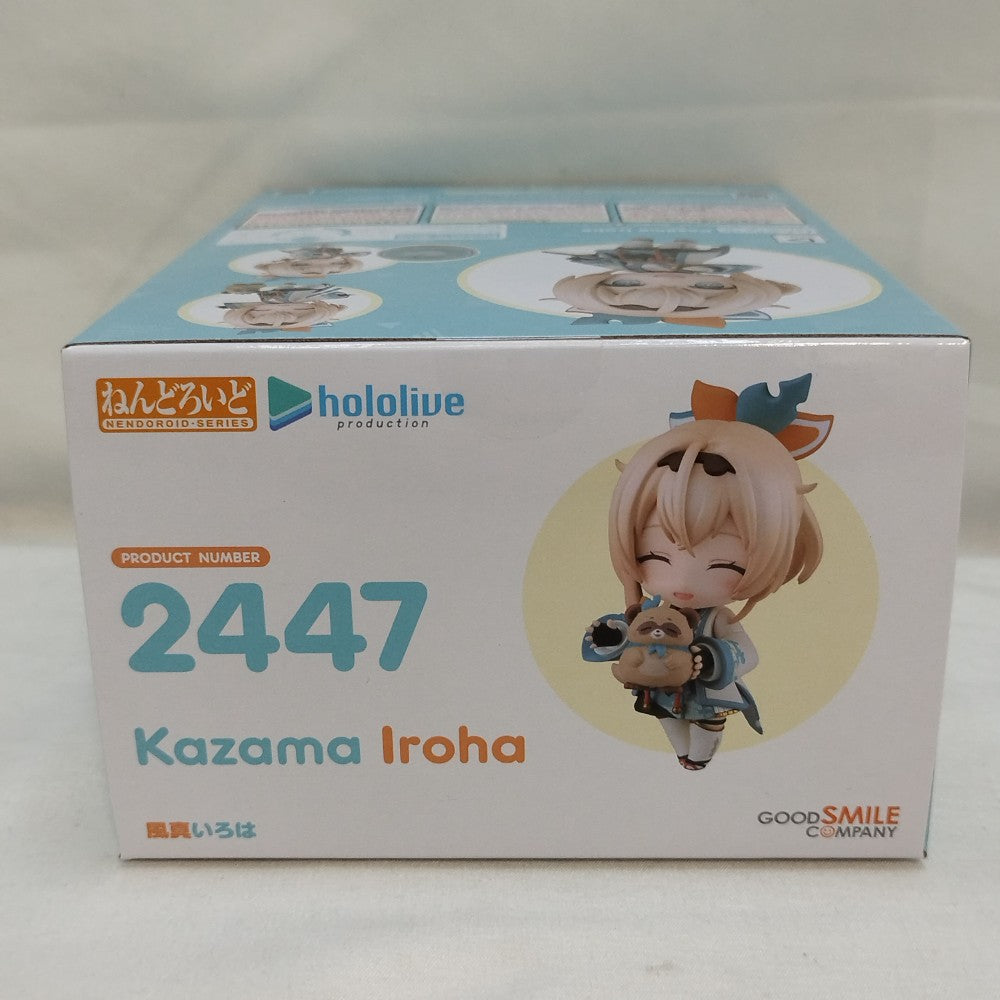 ねんどろいど
NENDOROID·SERIES
hololive
production
PRODUCT NUMBER
2447
Kazama Iroha
風真いろは
GOOD SMILE
COMPANY